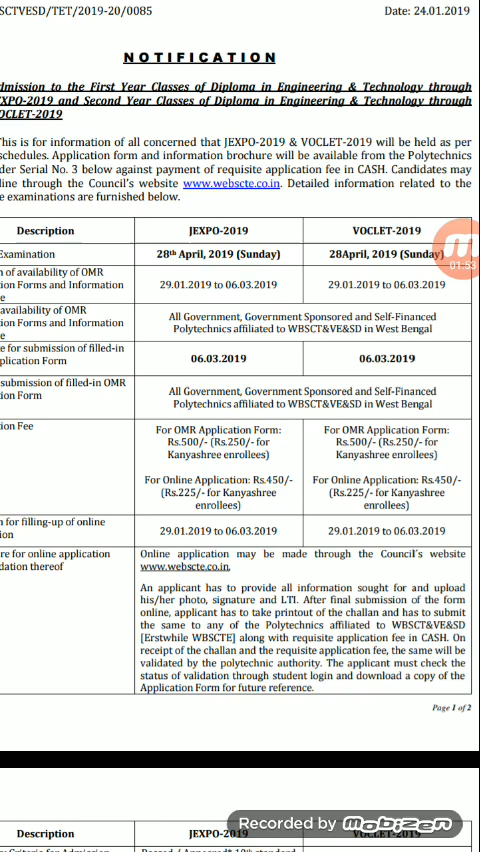 SCTVESD/TET/2019-20/0085 Date: 24.01.2019
NOTIFICATION
dmission to the First Year Classes of Diploma in Engineering & Technology through
EXPO-2019 and Second Year Classes of Diploma in Engineering & Technology through
OCLET-2019
This is for information of all concerned that JEXPO-2019 & VOCLET-2019 will be held as per
schedules. Application form and information brochure will be available from the Polytechnics
der Serial No. 3 below against payment of requisite application fee in CASH. Candidates may
line through the Council's website www.webscte.co.in. Detailed information related to the
e examinations are furnished below.
Description JEXPO-2019 VOCLET-2019
Examination 28th April, 2019 (Sunday) 28April, 2019 (Sunday)
01:53
n of availability of OMR
tion Forms and Information
e
29.01.2019 to 06.03.2019 29.01.2019 to 06.03.2019
availability of OMR
tion Forms and Information
e
All Government, Government Sponsored and Self-Financed
Polytechnics affiliated to WBSCT&VE&SD in West Bengal
te for submission of filled-in
pplication Form
06.03.2019 06.03.2019
submission of filled-in OMR
tion Form
All Government, Government Sponsored and Self-Financed
Polytechnics affiliated to WBSCT&VE&SD in West Bengal
tion Fee
For OMR Application Form:
Rs.500/- (Rs.250/- for
Kanyashree enrollees)
For Online Application: Rs.450/-
(Rs.225/- for Kanyashree
enrollees)
For OMR Application Form:
Rs.500/- (Rs.250/- for
Kanyashree enrollees)
For Online Application: Rs.450/-
(Rs.225/- for Kanyashree
enrollees)
n for filling-up of online
ion
29.01.2019 to 06.03.2019 29.01.2019 to 06.03.2019
re for online application
dation thereof
Online application may be made through the Council's website
www.webscte.co.in.
An applicant has to provide all information sought for and upload
his/her photo, signature and LTI. After final submission of the form
online, applicant has to take printout of the challan and has to submit
the same to any of the Polytechnics affiliated to WBSCT&VE&SD
[Erstwhile WBSCTE] along with requisite application fee in CASH. On
receipt of the challan and the requisite application fee, the same will be
validated by the polytechnic authority. The applicant must check the
status of validation through student login and download a copy of the
Application Form for future reference.
Page 1 of 2
Recorded by mobizen
Description JEXPO-2019 VOCLET-2019